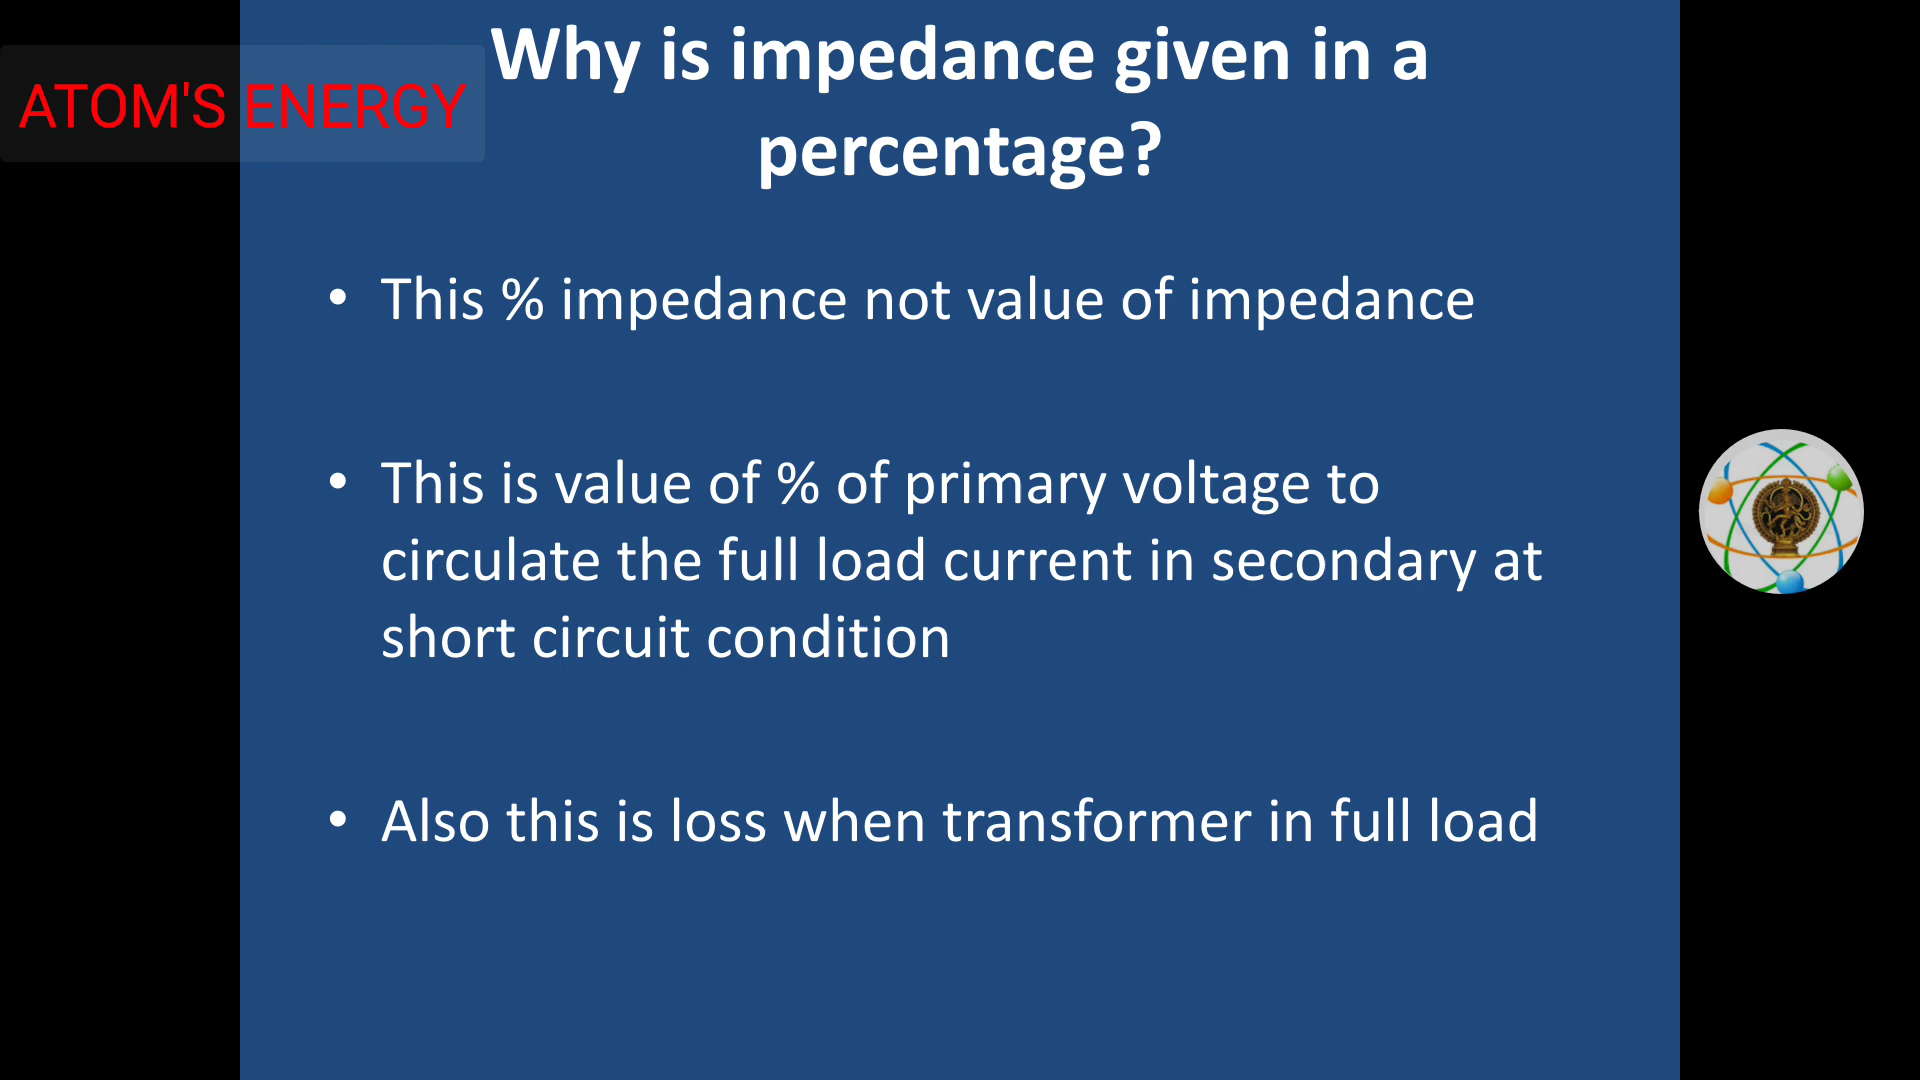 Why is impedance given in a
percentage?
ATOM'S ENERGY
• This % impedance not value of impedance
• This is value of % of primary voltage to
circulate the full load current in secondary at
short circuit condition
• Also this is loss when transformer in full load